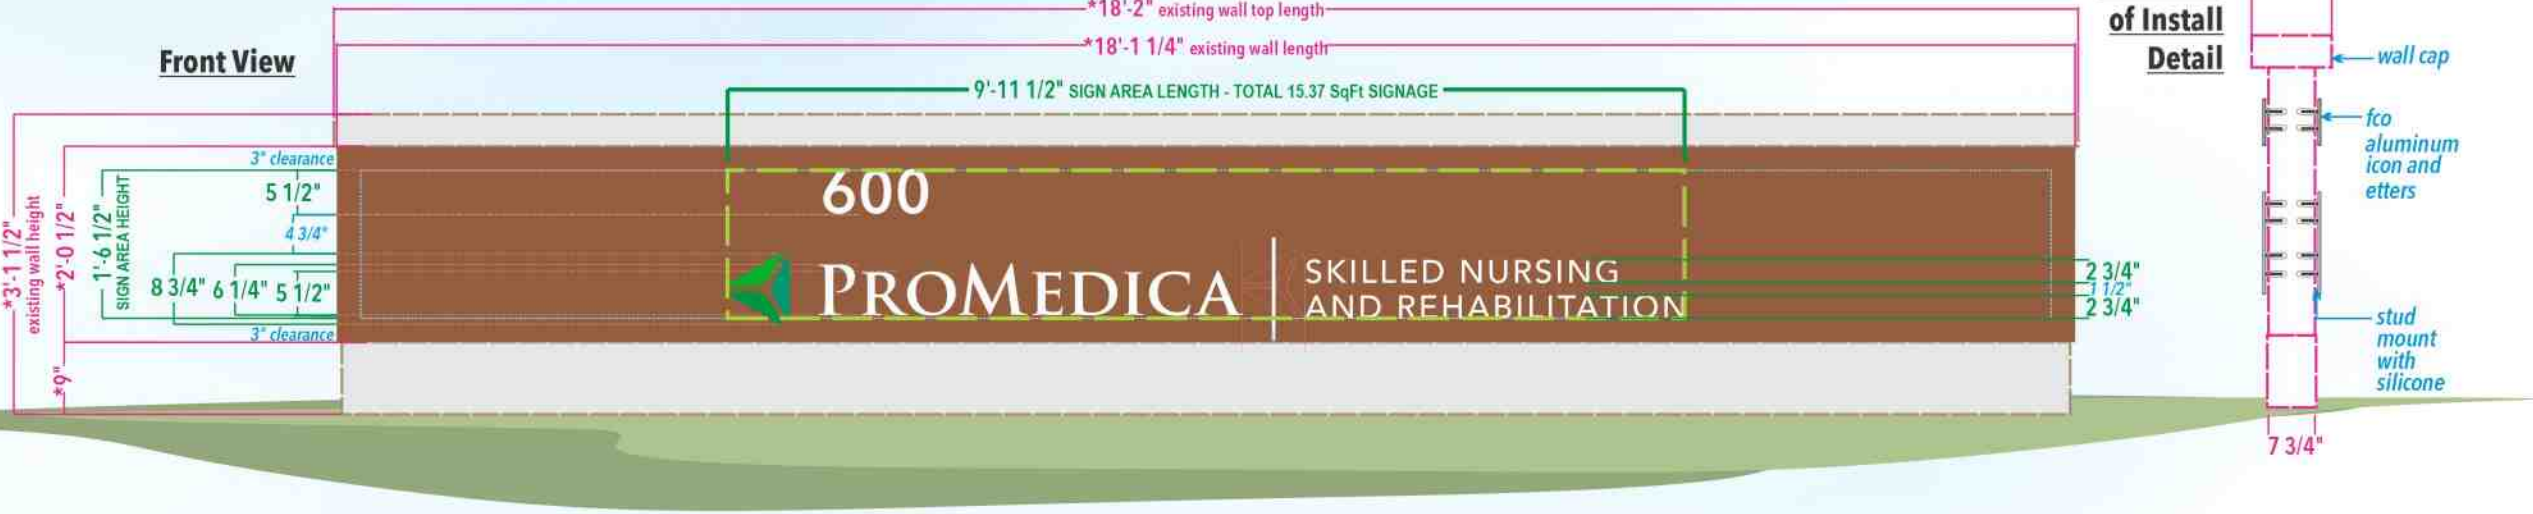 *18'-2" existing wall top length
*18'-1 1/4" existing wall length
Front View
9'-11 1/2" SIGN AREA LENGTH - TOTAL 15.37 SqFt SIGNAGE
*3'-1 1/2"
existing wall height
*2'-0 1/2"
*9"
1'-6 1/2"
SIGN AREA HEIGHT
3" clearance
5 1/2"
4 3/4"
8 3/4" 6 1/4" 5 1/2"
3" clearance
600
PROMEDICA
SKILLED NURSING
AND REHABILITATION
2 3/4"
1 1/2"
2 3/4"
of Install
Detail
wall cap
fco
aluminum
icon and
etters
stud
mount
with
silicone
7 3/4"